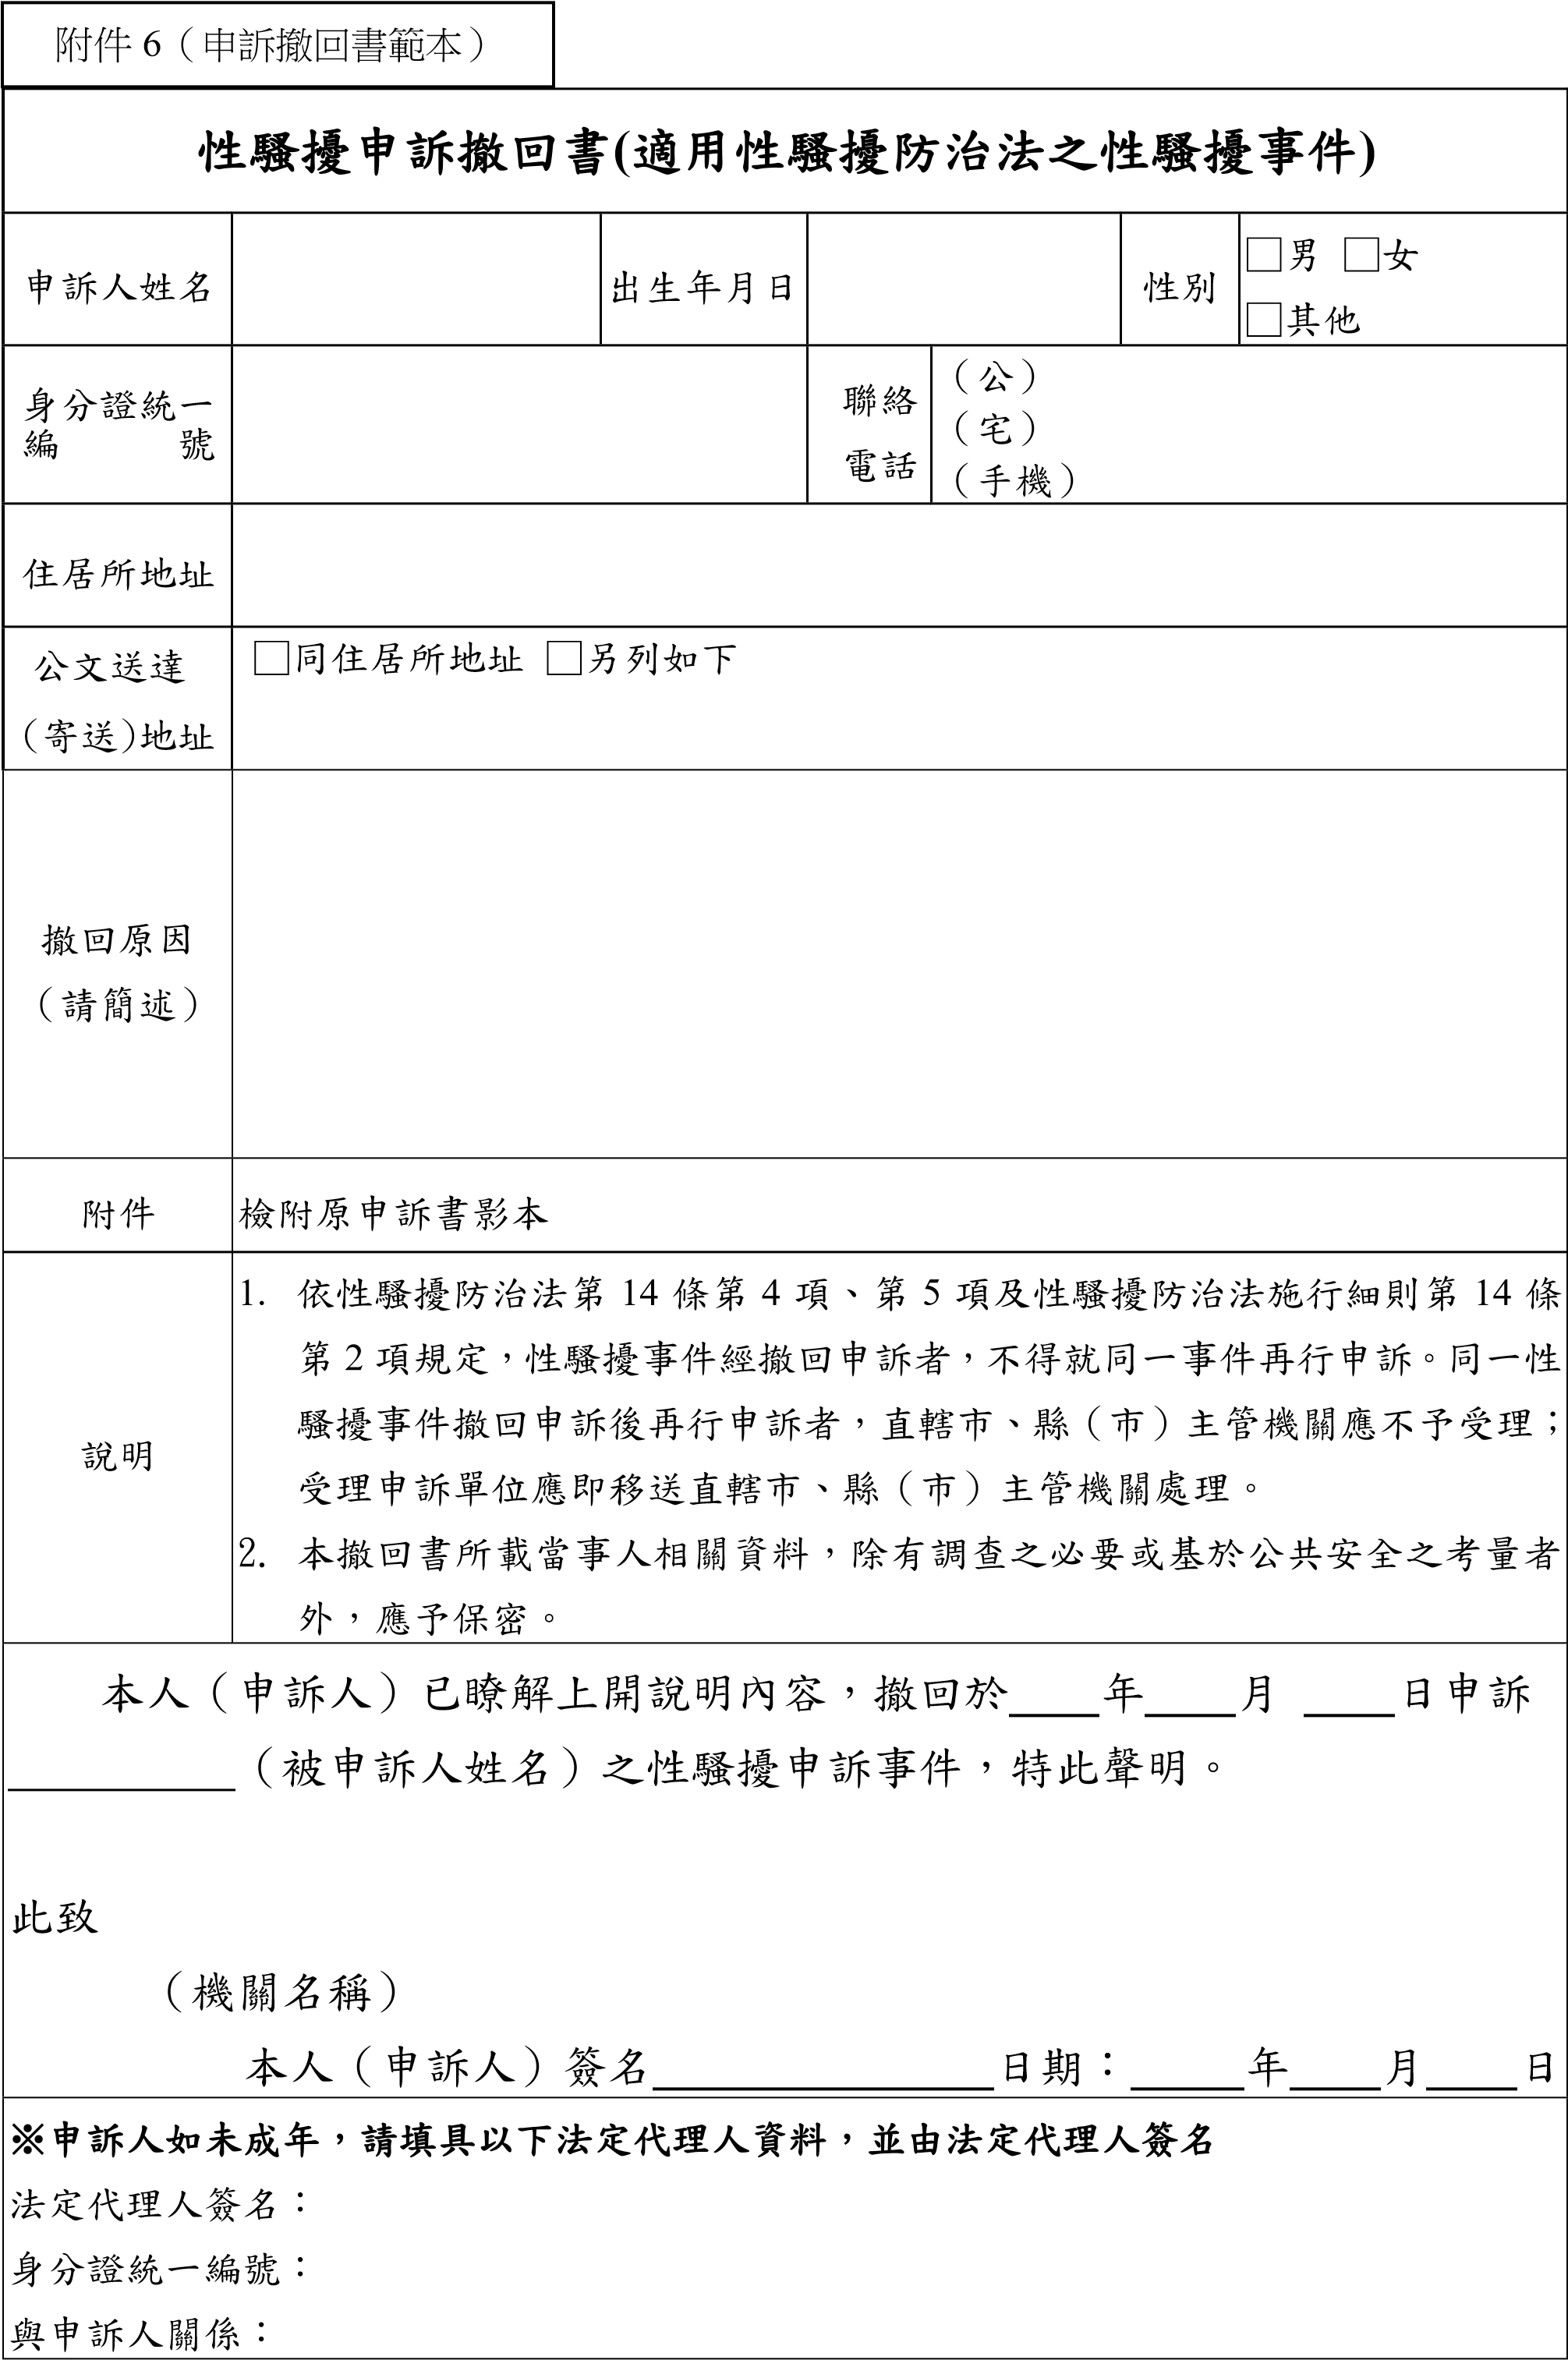 附件 6（申訴撤回書範本）
性騷擾申訴撤回書(適用性騷擾防治法之性騷擾事件)
申訴人姓名
出生年月日
性別
□男 □女
□其他
身分證統一
編 號
聯絡
電話
（公）
（宅）
（手機）
住居所地址
公文送達
（寄送)地址
□同住居所地址 □另列如下
撤回原因
（請簡述）
附件
檢附原申訴書影本
說明
1. 依性騷擾防治法第 14 條第 4 項、第 5 項及性騷擾防治法施行細則第 14 條
第 2 項規定，性騷擾事件經撤回申訴者，不得就同一事件再行申訴。同一性
騷擾事件撤回申訴後再行申訴者，直轄市、縣（市）主管機關應不予受理；
受理申訴單位應即移送直轄市、縣（市）主管機關處理。
2. 本撤回書所載當事人相關資料，除有調查之必要或基於公共安全之考量者
外，應予保密。
本人（申訴人）已瞭解上開說明內容，撤回於____年____月 ____日申訴
__________（被申訴人姓名）之性騷擾申訴事件，特此聲明。
此致
（機關名稱）
本人（申訴人）簽名_______________日期：_____年____月____日
※申訴人如未成年，請填具以下法定代理人資料，並由法定代理人簽名
法定代理人簽名：
身分證統一編號：
與申訴人關係：